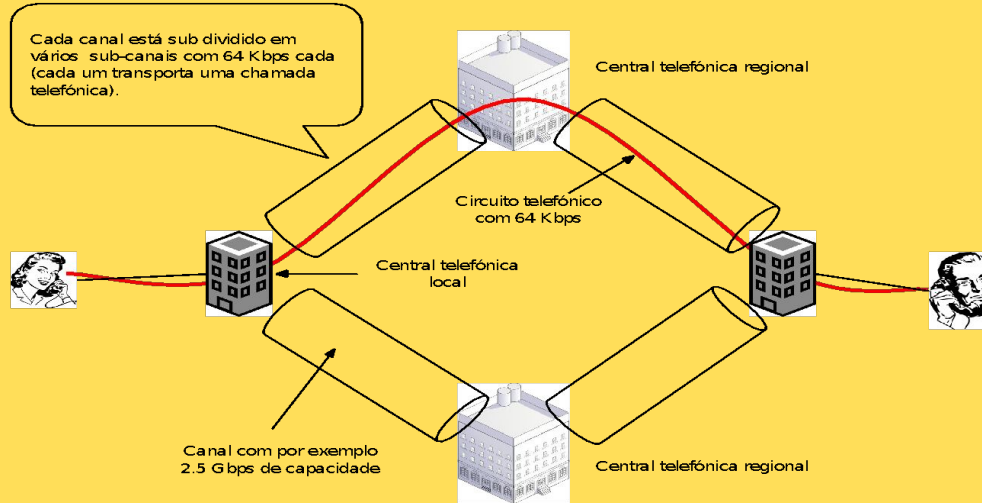 Cada canal está sub dividido em
vários sub-canais com 64 Kbps cada
(cada um transporta uma chamada
telefónica).
Central telefónica regional
Circuito telefónico
com 64 Kbps
Central telefónica
local
Canal com por exemplo
2.5 Gbps de capacidade
Central telefónica regional